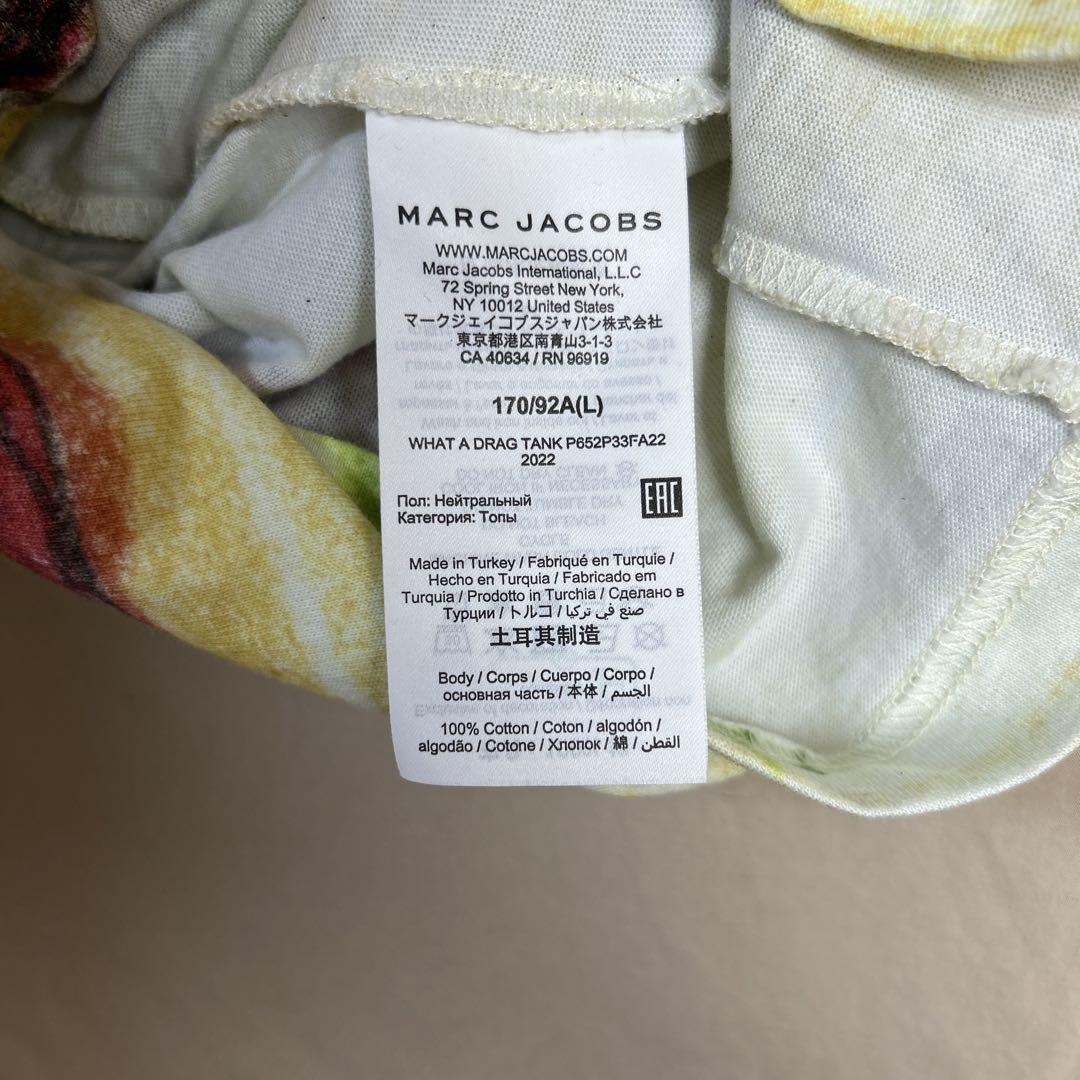 MARC JACOBS
WWW.MARCJACOBS.COM
Marc Jacobs International, L.L.C
72 Spring Street New York,
NY 10012 United States
マークジェイコブスジャパン株式会社
東京都港区南青山3-1-3
CA 40634 / RN 96919
170/92A(L)
WHAT A DRAG TANK P652P33FA22
2022
Пол: Нейтральный
Категория: Топы
EAC
Made in Turkey / Fabriqué en Turquie /
Hecho en Turquia / Fabricado em
Turquia / Prodotto in Turchia / Сделано в
Турции / トルコ / صنع في تركيا
土耳其制造
Body / Corps / Cuerpo / Corpo /
основная часть / 本体 / الجسم
100% Cotton / Coton / algodón /
algodão / Cotone / Хлопок / 綿 / القطن